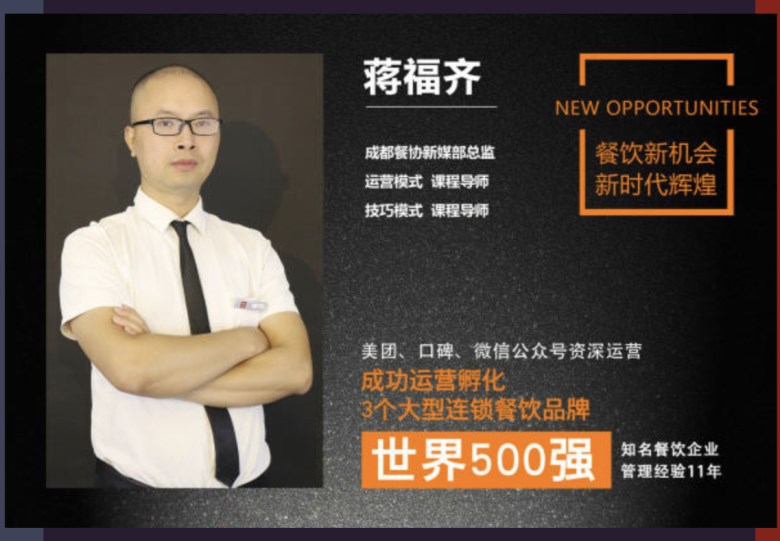 蒋福齐
NEW OPPORTUNITIES
餐饮新机会
新时代辉煌
成都餐协新媒部总监
运营模式 课程导师
技巧模式 课程导师
美团、口碑、微信公众号资深运营
成功运营孵化
3个大型连锁餐饮品牌
世界500强
知名餐饮企业
管理经验11年